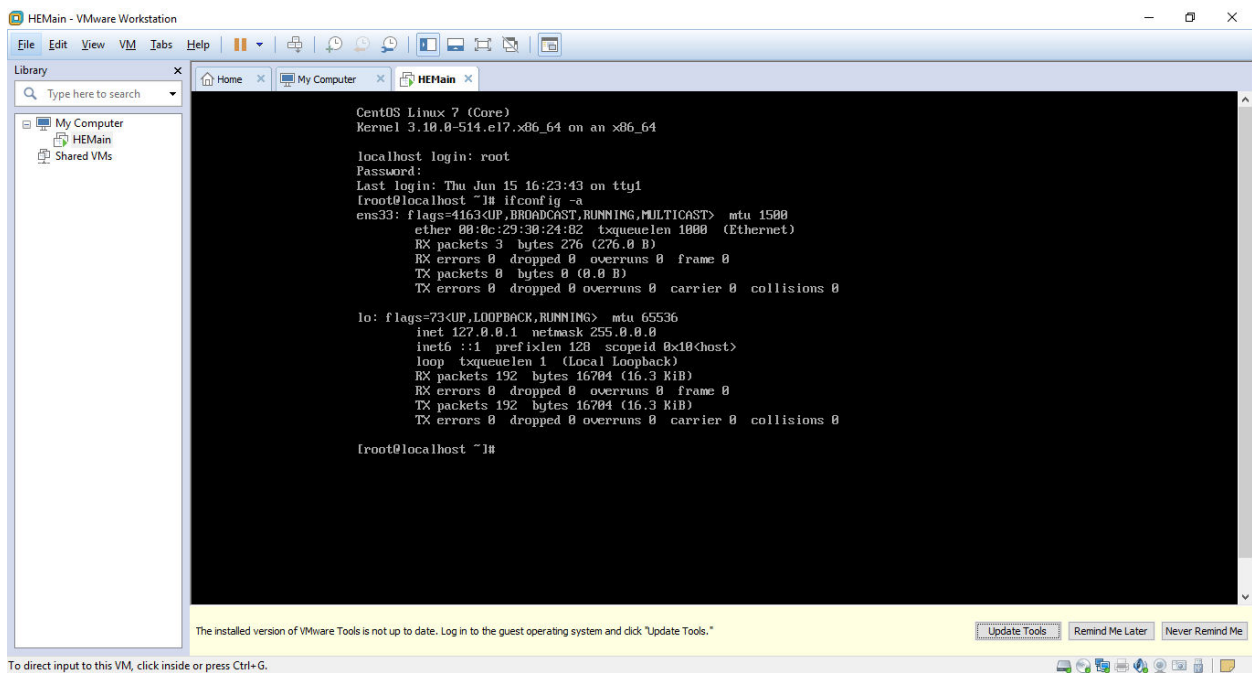 HEMain - VMware Workstation
File Edit View VM Tabs Help
Library
Type here to search
My Computer
HEMain
Shared VMs
Home My Computer HEMain
CentOS Linux 7 (Core)
Kernel 3.10.0-514.el7.x86_64 on an x86_64
localhost login: root
Password:
Last login: Thu Jun 15 16:23:43 on tty1
[root@localhost ~]# ifconfig -a
ens33: flags=4163<UP,BROADCAST,RUNNING,MULTICAST>  mtu 1500
ether 00:0c:29:30:24:82  txqueuelen 1000  (Ethernet)
RX packets 3  bytes 276 (276.0 B)
RX errors 0  dropped 0  overruns 0  frame 0
TX packets 0  bytes 0 (0.0 B)
TX errors 0  dropped 0 overruns 0  carrier 0  collisions 0
lo: flags=73<UP,LOOPBACK,RUNNING>  mtu 65536
inet 127.0.0.1  netmask 255.0.0.0
inet6 ::1  prefixlen 128  scopeid 0x10<host>
loop  txqueuelen 1  (Local Loopback)
RX packets 192  bytes 16704 (16.3 KiB)
RX errors 0  dropped 0  overruns 0  frame 0
TX packets 192  bytes 16704 (16.3 KiB)
TX errors 0  dropped 0 overruns 0  carrier 0  collisions 0
[root@localhost ~]#
The installed version of VMware Tools is not up to date. Log in to the guest operating system and click "Update Tools."
Update Tools Remind Me Later Never Remind Me
To direct input to this VM, click inside or press Ctrl+G.